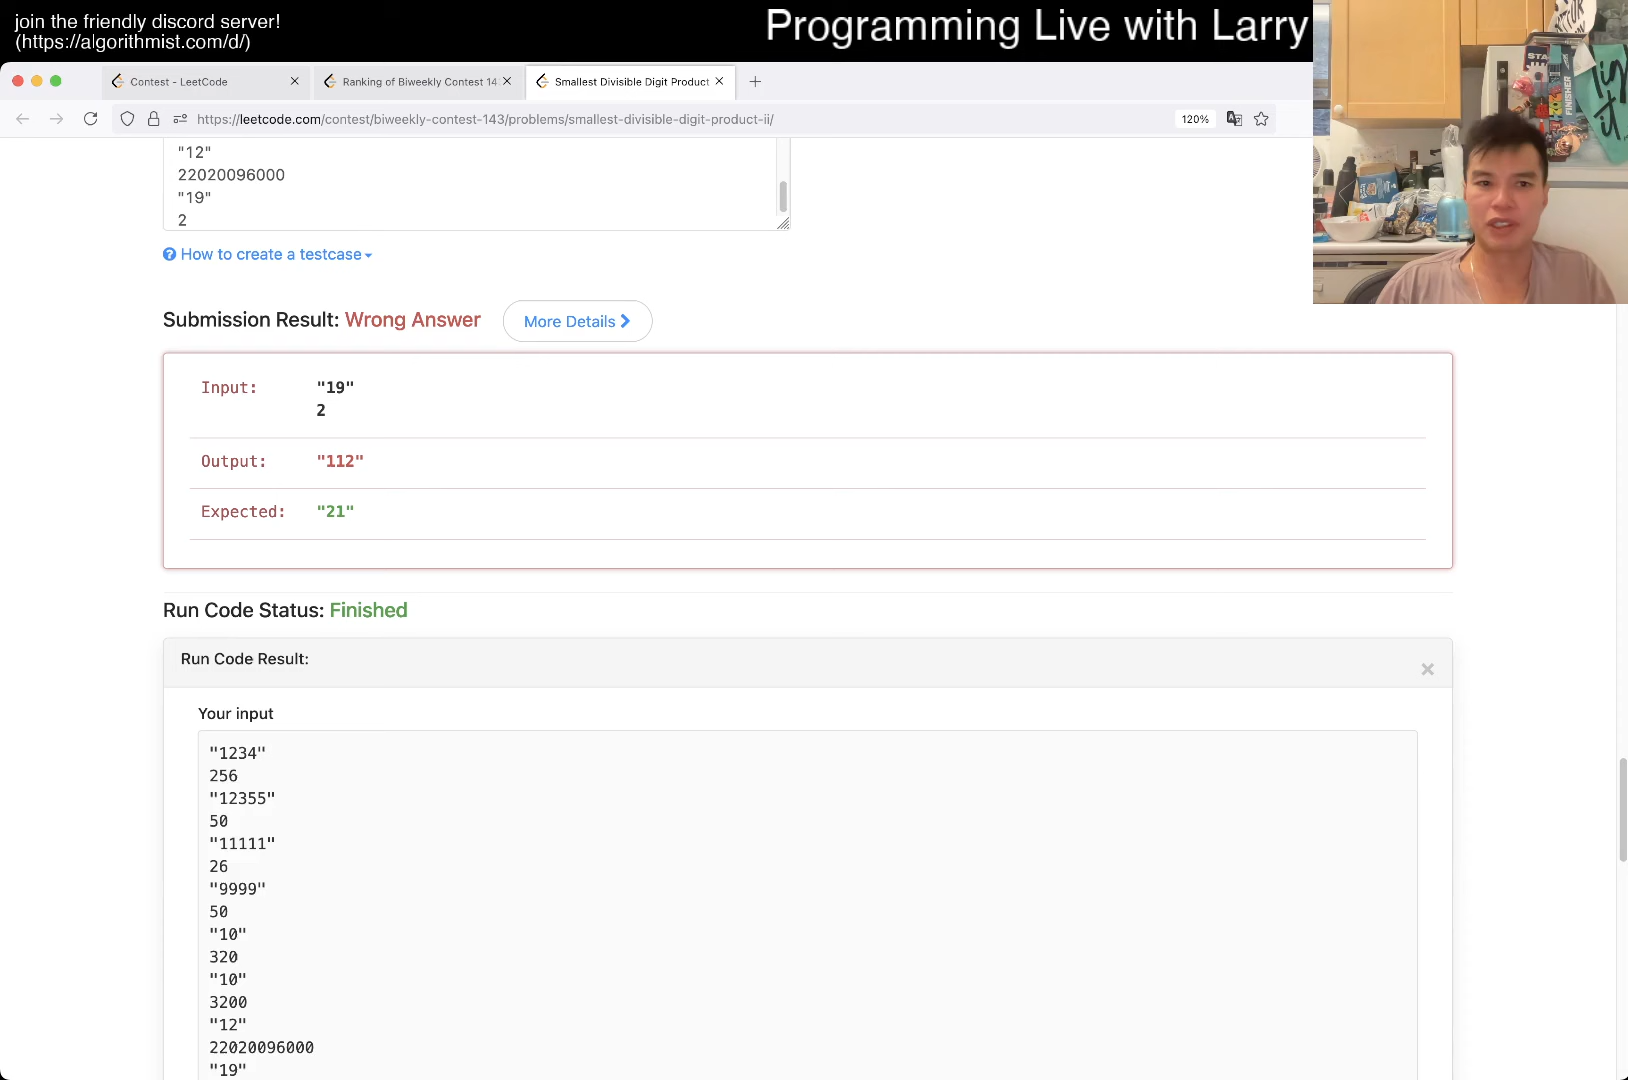 join the friendly discord server!
(https://algorithmist.com/d/)
Programming Live with Larry
Contest - LeetCode
Ranking of Biweekly Contest 14
Smallest Divisible Digit Product
https://leetcode.com/contest/biweekly-contest-143/problems/smallest-divisible-digit-product-ii/
120%
"12"
22020096000
"19"
2
How to create a testcase
Submission Result: Wrong Answer
More Details
Input: "19"
2
Output: "112"
Expected: "21"
Run Code Status: Finished
Run Code Result:
Your input
"1234"
256
"12355"
50
"11111"
26
"9999"
50
"10"
320
"10"
3200
"12"
22020096000
"19"